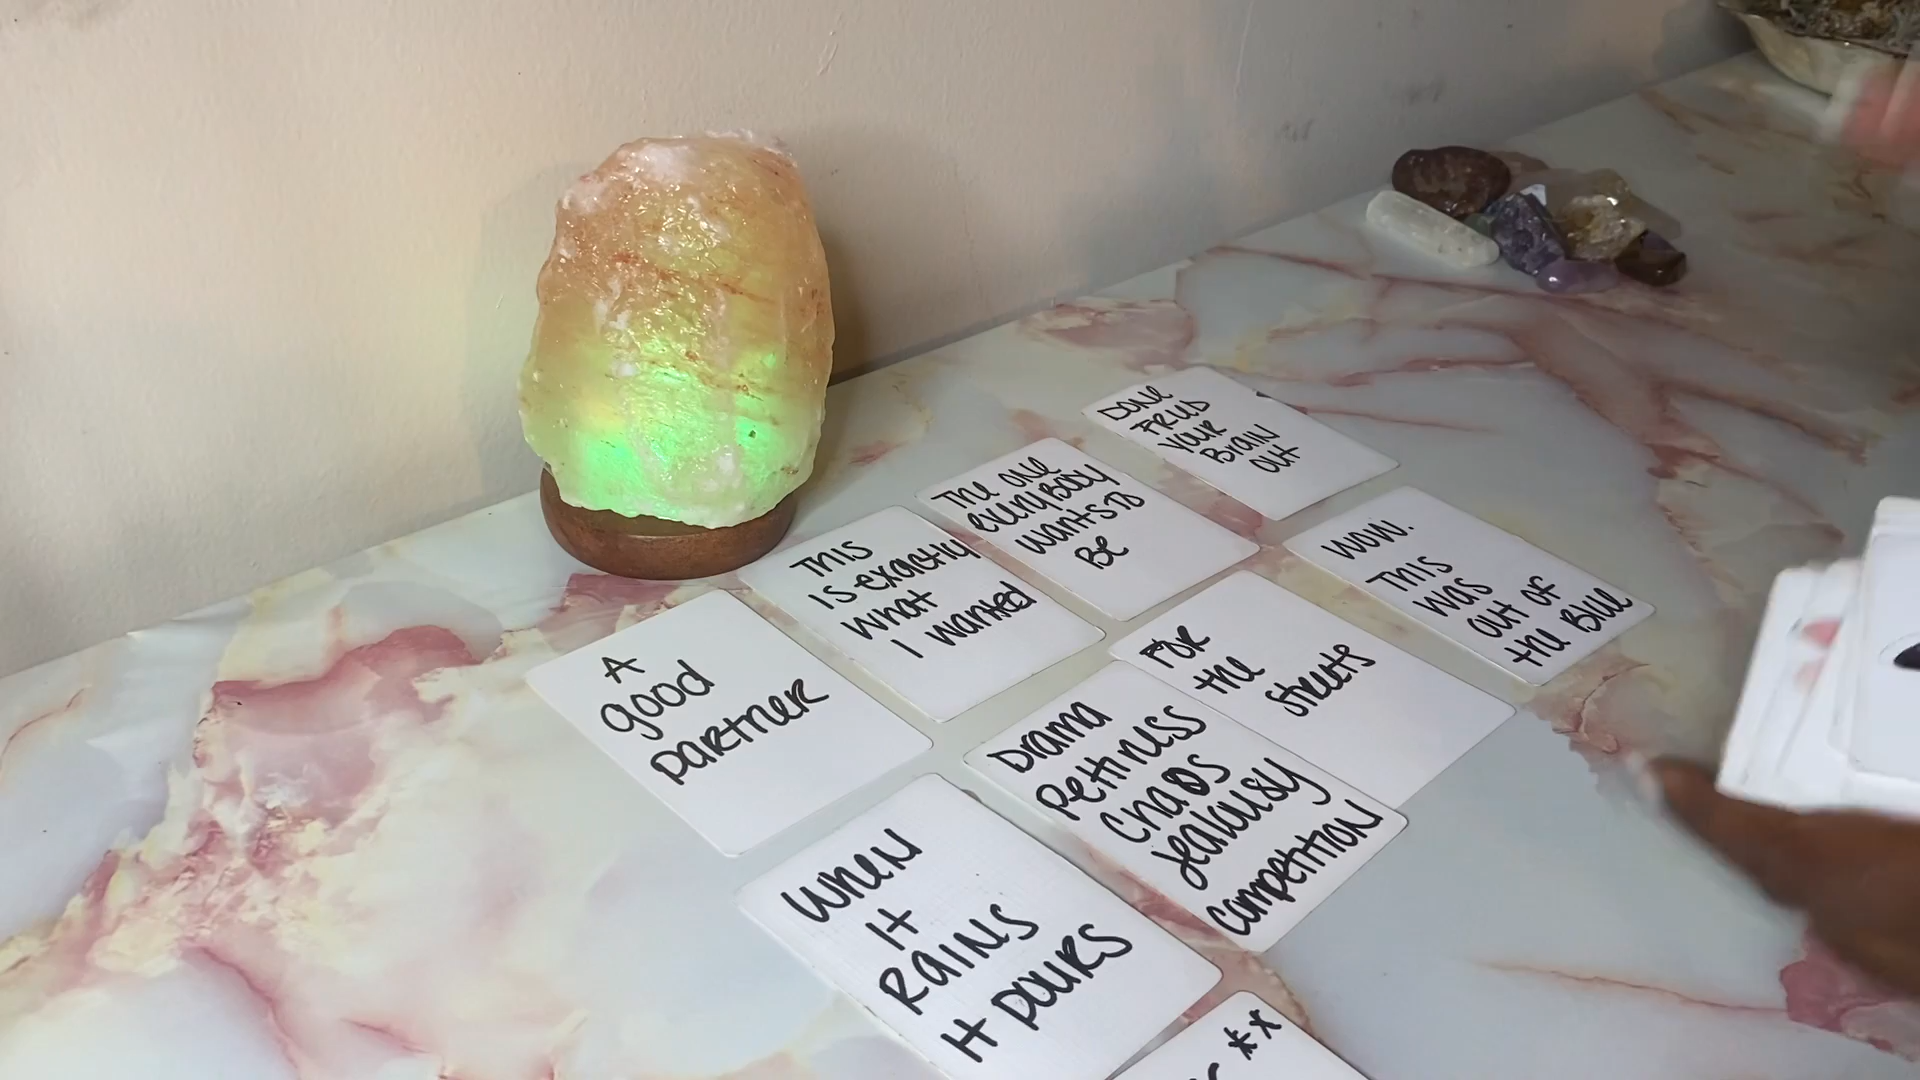 A
good
partner
This
is exactly
what
I wanted
The one
everybody
wants to
Be
Done
FRIED
your
Brain
out
When
it
Rains
it pours
Drama
Pettiness
Chaos
Jealousy
Competition
For
the
streets
Wow.
This
was
out of
the Blue
**